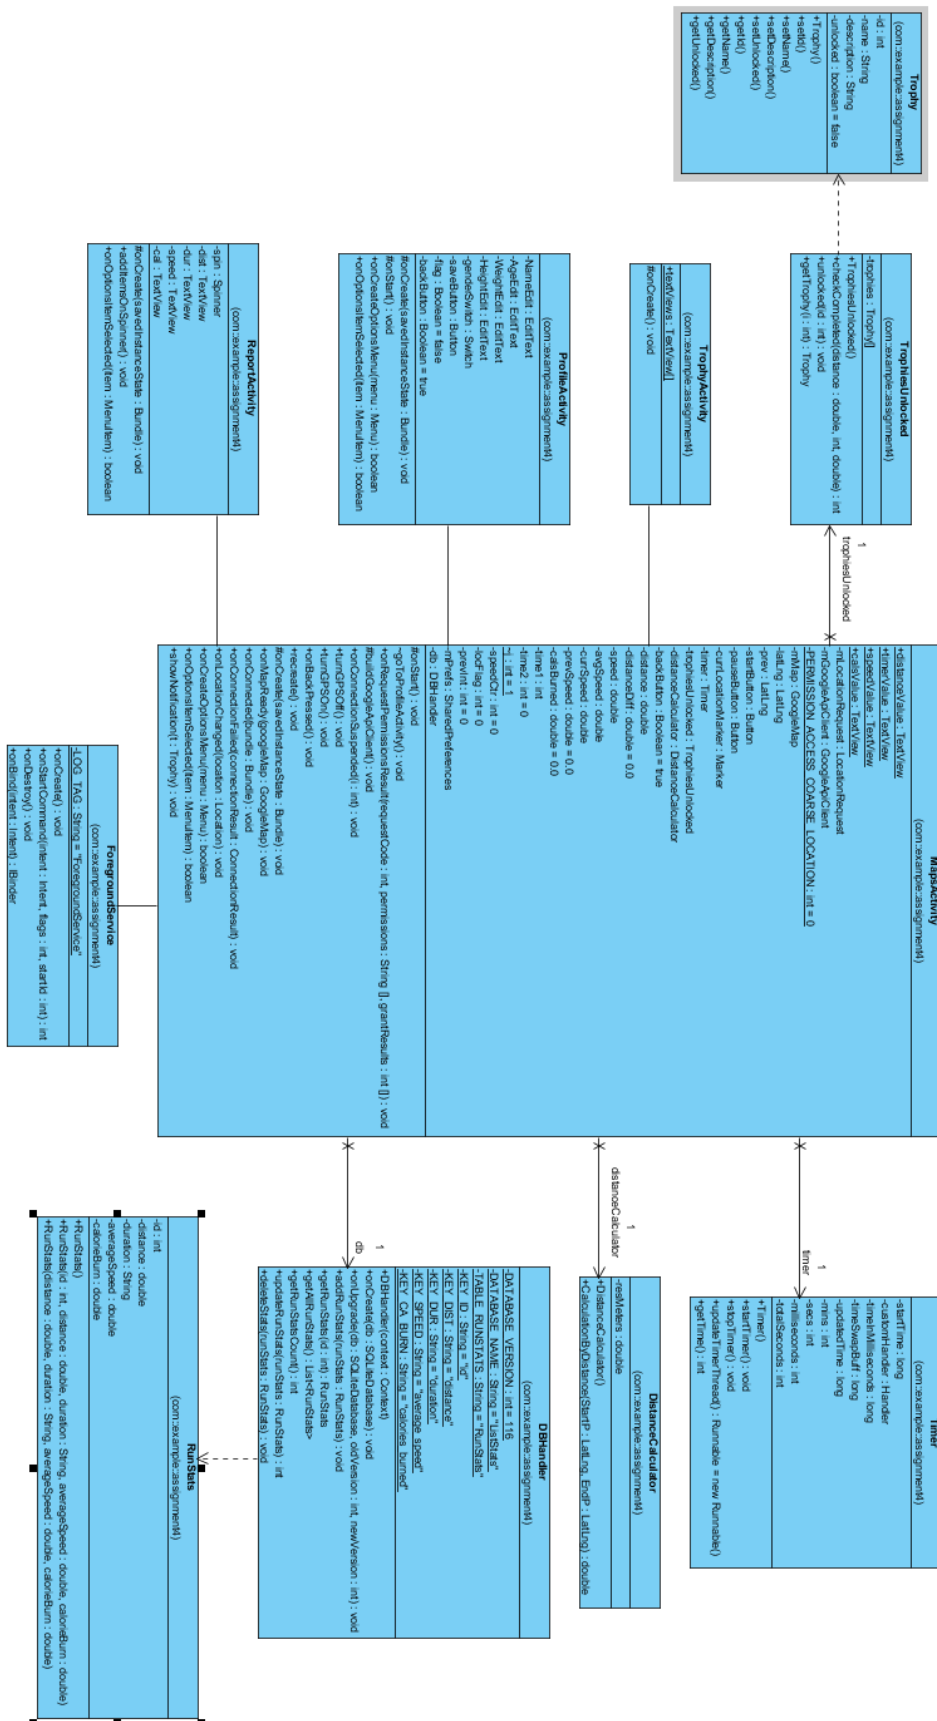 Trophy
(com::example::assignment4)
-id : int
-name : String
-description : String
-unlocked : boolean = false
+Trophy()
+setId()
+setName()
+setDescription()
+setUnlocked()
+getId()
+getName()
+getDescription()
+getUnlocked()
TrophiesUnlocked
(com::example::assignment4)
-trophies : Trophy[]
+TrophiesUnlocked()
+checkCompleted(distance : double, int, double) : int
+unlocked(id : int) : void
+getTrophy(i : int) : Trophy
TrophyActivity
(com::example::assignment4)
+textViews : TextView[]
#onCreate() : void
ProfileActivity
(com::example::assignment4)
-NameEdit : EditText
-AgeEdit : EditText
-WeightEdit : EditText
-HeightEdit : EditText
-genderSwitch : Switch
-saveButton : Button
-flag : Boolean = false
-backButton : Boolean = true
#onCreate(savedInstanceState : Bundle) : void
#onStart() : void
+onCreateOptionsMenu(menu : Menu) : boolean
+onOptionsItemSelected(item : MenuItem) : boolean
ReportActivity
(com::example::assignment4)
-spin : Spinner
-dist : TextView
-dur : TextView
-speed : TextView
-cal : TextView
#onCreate(savedInstanceState : Bundle) : void
+addItemsOnSpinner() : void
+onOptionsItemSelected(item : MenuItem) : boolean
1
trophiesUnlocked
MapsActivity
(com::example::assignment4)
+distanceValue : TextView
+timerValue : TextView
+speedValue : TextView
+calsValue : TextView
-mLocationRequest : LocationRequest
-mGoogleApiClient : GoogleApiClient
-PERMISSION_ACCESS_COARSE_LOCATION : int = 0
-mMap : GoogleMap
-latLng : LatLng
-prev : LatLng
-startButton : Button
-pauseButton : Button
-currLocationMarker : Marker
-timer : Timer
-trophiesUnlocked : TrophiesUnlocked
-distanceCalculator : DistanceCalculator
-backButton : Boolean = true
-distance : double
-distanceDiff : double = 0.0
-speed : double
-avgSpeed : double
-currSpeed : double
-prevSpeed : double = 0.0
-calsBurned : double = 0.0
-time1 : int
-time2 : int = 0
-i : int = 1
-speedCtr : int = 0
-locFlag : int = 0
-prevInt : int = 0
-mPrefs : SharedPreferences
-db : DBHandler
#onStart() : void
-goToProfileActivity() : void
+onRequestPermissionsResult(requestCode : int, permissions : String [], grantResults : int []) : void
#buildGoogleApiClient() : void
+onConnectionSuspended(i : int) : void
+turnGPSOff() : void
+turnGPSOn() : void
+onBackPressed() : void
+recreate() : void
#onCreate(savedInstanceState : Bundle) : void
+onMapReady(googleMap : GoogleMap) : void
+onConnected(bundle : Bundle) : void
+onConnectionFailed(connectionResult : ConnectionResult) : void
+onLocationChanged(location : Location) : void
+onCreateOptionsMenu(menu : Menu) : boolean
+onOptionsItemSelected(item : MenuItem) : boolean
+showNotification(t : Trophy) : void
ForegroundService
(com::example::assignment4)
-LOG_TAG : String = "ForegroundService"
+onCreate() : void
+onStartCommand(intent : Intent, flags : int, startId : int) : int
+onDestroy() : void
+onBind(intent : Intent) : IBinder
1
timer
1
distanceCalculator
1
db
Timer
(com::example::assignment4)
-startTime : long
-customHandler : Handler
-timeInMilliseconds : long
-timeSwapBuff : long
-updatedTime : long
-mins : int
-secs : int
-milliseconds : int
-totalSeconds : int
+Timer()
+startTimer() : void
+stopTimer() : void
+updateTimerThread() : Runnable = new Runnable()
+getTime() : int
DistanceCalculator
(com::example::assignment4)
-resMeters : double
+DistanceCalculator()
+CalculationByDistance(StartP : LatLng, EndP : LatLng) : double
DBHandler
(com::example::assignment4)
-DATABASE_VERSION : int = 116
-DATABASE_NAME : String = "ListStats"
-TABLE_RUNSTATS : String = "RunStats"
-KEY_ID : String = "id"
-KEY_DIST : String = "distance"
-KEY_DUR : String = "duration"
-KEY_SPEED : String = "average_speed"
-KEY_CA_BURN : String = "calories_burned"
+DBHandler(context : Context)
+onCreate(db : SQLiteDatabase) : void
+onUpgrade(db : SQLiteDatabase, oldVersion : int, newVersion : int) : void
+addRunStats(runStats : RunStats) : void
+getRunStats(id : int) : RunStats
+getAllRunStats() : List<RunStats>
+getRunStatsCount() : int
+updateRunStats(runStats : RunStats) : int
+deleteStats(runStats : RunStats) : void
RunStats
(com::example::assignment4)
-id : int
-distance : double
-duration : String
-averageSpeed : double
-calorieBurn : double
+RunStats()
+RunStats(id : int, distance : double, duration : String, averageSpeed : double, calorieBurn : double)
+RunStats(distance : double, duration : String, averageSpeed : double, calorieBurn : double)